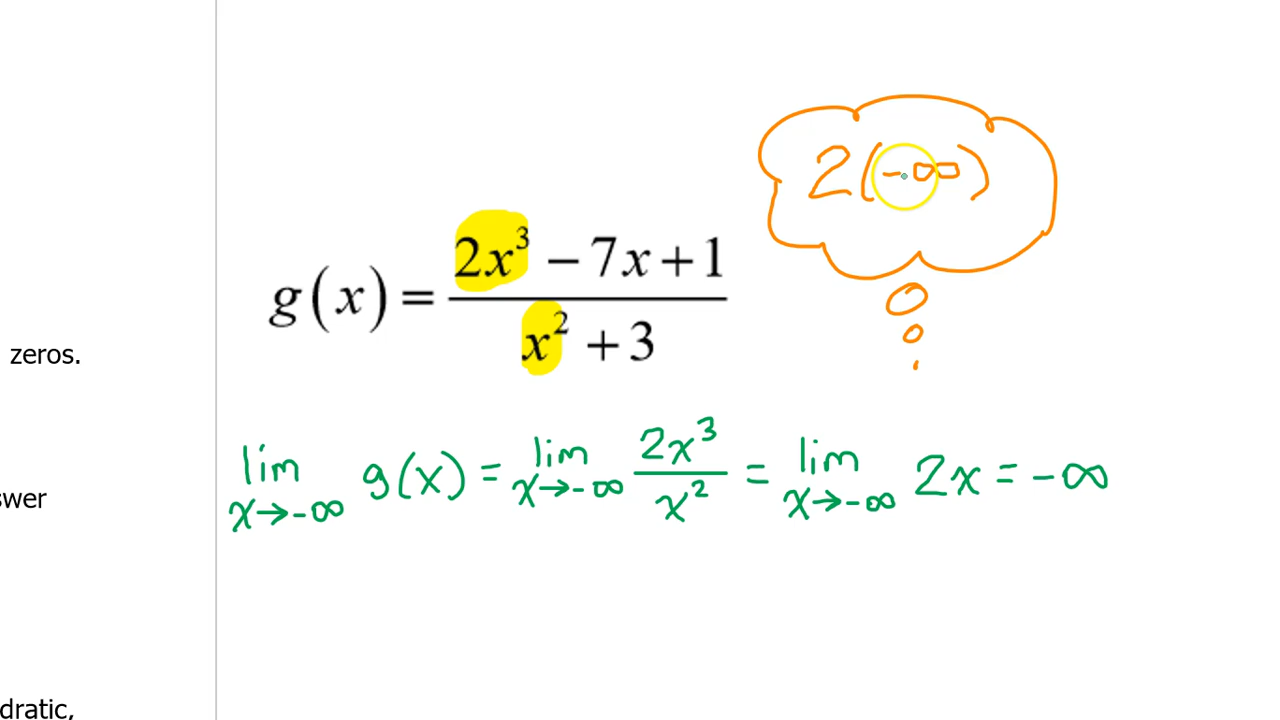 2(-∞)
g(x) = (2x³ − 7x + 1)/(x² + 3)
zeros.
lim x→-∞ g(x) = lim x→-∞ 2x³/x² = lim x→-∞ 2x = -∞
swer
dratic,